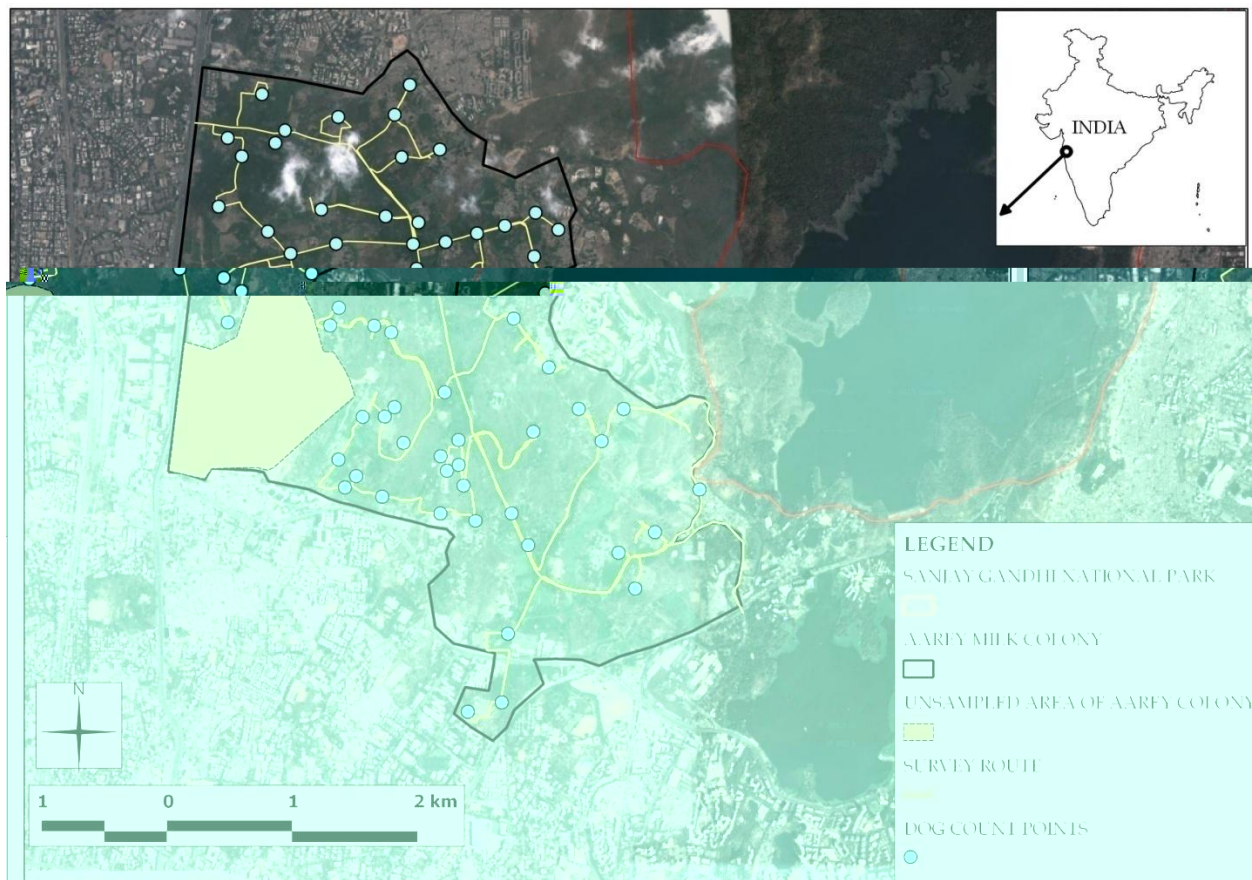 INDIA
LEGEND
SANJAY GANDHI NATIONAL PARK
AAREY MILK COLONY
UNSAMPLED AREA OF AAREY COLONY
SURVEY ROUTE
DOG COUNT POINTS
N
1 0 1 2 km